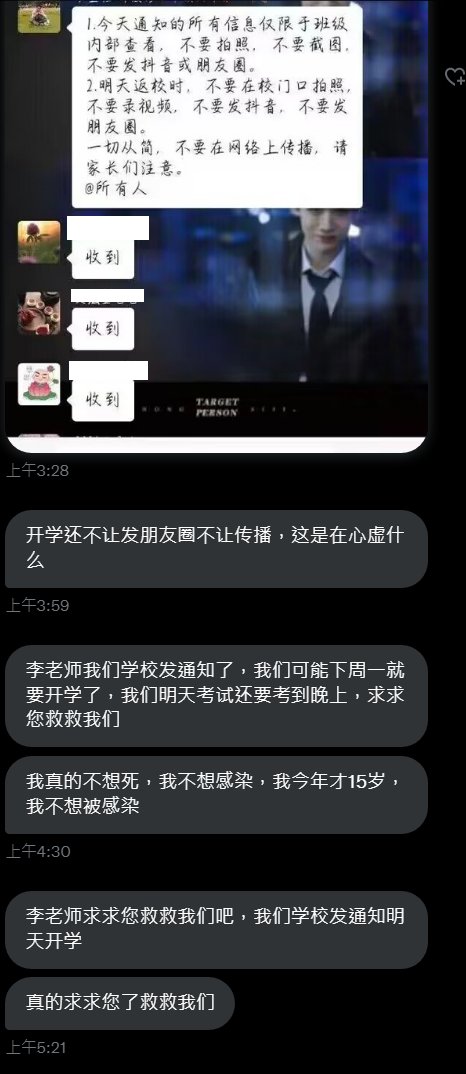 1.今天通知的所有信息仅限于班级
内部查看，不要拍照，不要截图，
不要发抖音或朋友圈。
2.明天返校时，不要在校门口拍照，
不要录视频，不要发抖音，不要发
朋友圈。
一切从简，不要在网络上传播，请
家长们注意。
@所有人
收到
收到
收到
TARGET
PERSON
上午3:28
开学还不让发朋友圈不让传播，这是在心虚什
么
上午3:59
李老师我们学校发通知了，我们可能下周一就
要开学了，我们明天考试还要考到晚上，求求
您救救我们
我真的不想死，我不想感染，我今年才15岁，
我不想被感染
上午4:30
李老师求求您救救我们吧，我们学校发通知明
天开学
真的求求您了救救我们
上午5:21